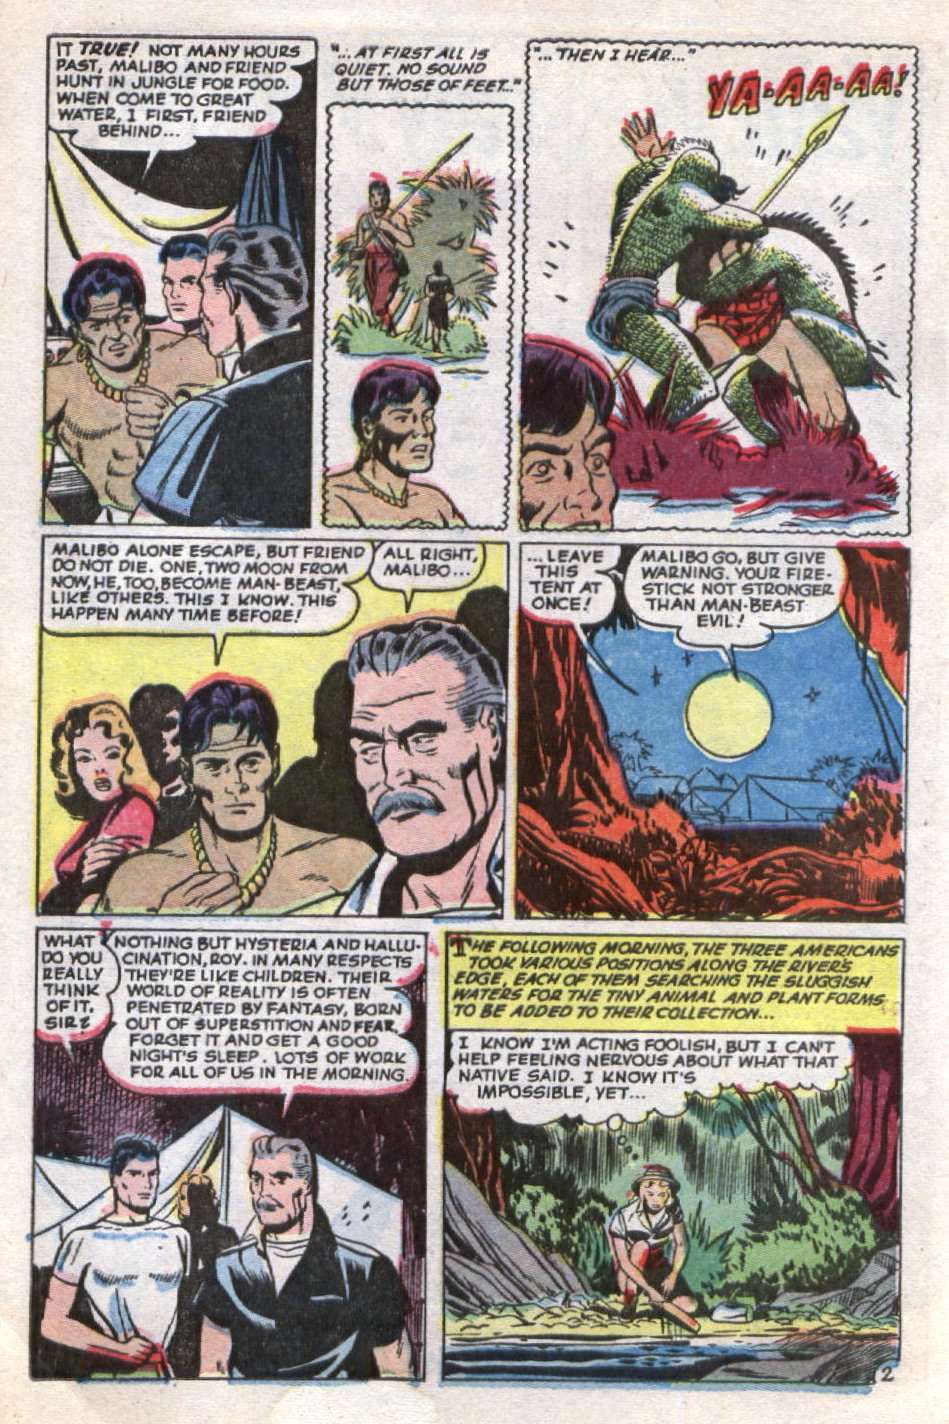 IT TRUE! NOT MANY HOURS
PAST, MALIBO AND FRIEND
HUNT IN JUNGLE FOR FOOD.
WHEN COME TO GREAT
WATER, I FIRST, FRIEND
BEHIND...
"... AT FIRST ALL IS
QUIET. NO SOUND
BUT THOSE OF FEET..."
"... THEN I HEAR..."
YA-AA-AA!
MALIBO ALONE ESCAPE, BUT FRIEND
DO NOT DIE. ONE, TWO MOON FROM
NOW, HE, TOO, BECOME MAN-BEAST,
LIKE OTHERS. THIS I KNOW. THIS
HAPPEN MANY TIME BEFORE!
ALL RIGHT,
MALIBO...
...LEAVE
THIS
TENT AT
ONCE!
MALIBO GO, BUT GIVE
WARNING. YOUR FIRE-
STICK NOT STRONGER
THAN MAN-BEAST
EVIL!
WHAT
DO YOU
REALLY
THINK
OF IT,
SIR?
NOTHING BUT HYSTERIA AND HALLU-
CINATION, ROY. IN MANY RESPECTS
THEY'RE LIKE CHILDREN. THEIR
WORLD OF REALITY IS OFTEN
PENETRATED BY FANTASY, BORN
OUT OF SUPERSTITION AND FEAR.
FORGET IT AND GET A GOOD
NIGHT'S SLEEP. LOTS OF WORK
FOR ALL OF US IN THE MORNING.
THE FOLLOWING MORNING, THE THREE AMERICANS
TOOK VARIOUS POSITIONS ALONG THE RIVER'S
EDGE, EACH OF THEM SEARCHING THE SLUGGISH
WATERS FOR THE TINY ANIMAL AND PLANT FORMS
TO BE ADDED TO THEIR COLLECTION...
I KNOW I'M ACTING FOOLISH, BUT I CAN'T
HELP FEELING NERVOUS ABOUT WHAT THAT
NATIVE SAID. I KNOW IT'S
IMPOSSIBLE, YET...
2